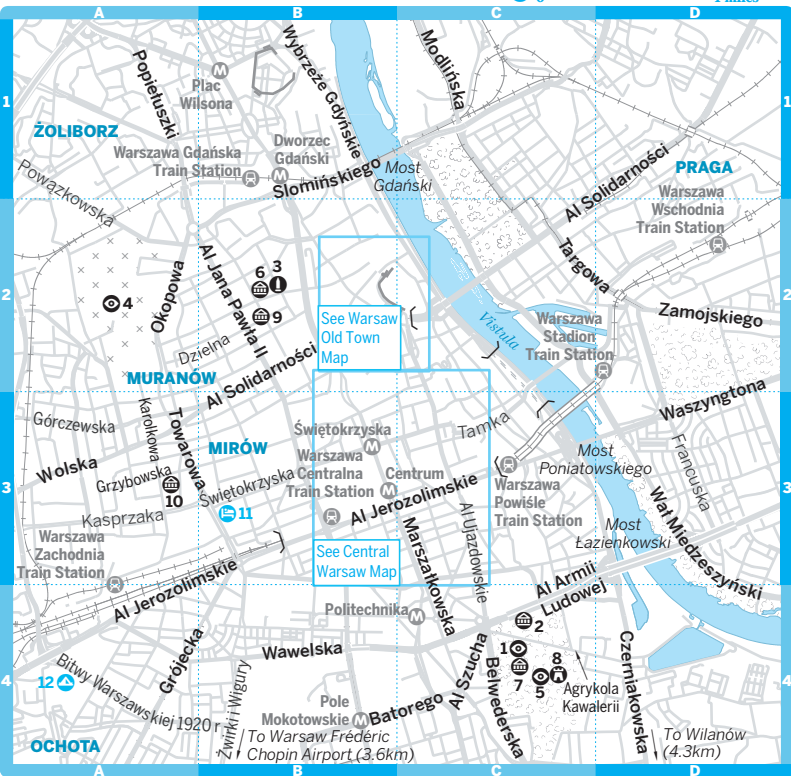 A
B
C
D
1
2
3
4
1
2
3
4
Popiełuszki
M
Plac
Wilsona
Wybrzeże Gdyńskie
Modlińska
ŻOLIBORZ
Warszawa Gdańska
Train Station
Dworzec
Gdański
M
Słomińskiego
Most
Gdański
Al Solidarności
PRAGA
Warszawa
Wschodnia
Train Station
Powązkowska
4
Okopowa
Al Jana Pawła II
6
3
9
See Warsaw
Old Town
Map
Targowa
Zamojskiego
Vistula
Warszawa
Stadion
Train Station
Dzielna
MURANÓW
Al Solidarności
Górczewska
Karolkowa
Towarowa
MIRÓW
Wolska
Grzybowska
10
Świętokrzyska
Kasprzaka
11
Świętokrzyska
M
Warszawa
Centralna
Train Station
Centrum
M
Al Jerozolimskie
See Central
Warsaw Map
Marszałkowska
Al Ujazdowskie
Tamka
Warszawa
Powiśle
Train Station
Most
Poniatowskiego
Waszyngtona
Francuska
Most
Łazienkowski
Wał Miedzeszyński
Warszawa
Zachodnia
Train Station
Al Jerozolimskie
Al Armii
Ludowej
Politechnika
M
2
1
7
5
8
Agrykola
Kawalerii
Czerniakowska
Wawelska
Grójecka
12
Bitwy Warszawskiej 1920 r
Żwirki i Wigury
Pole
Mokotowskie
M
Batorego
Al Szucha
Belwederska
OCHOTA
To Warsaw Frédéric
Chopin Airport (3.6km)
To Wilanów
(4.3km)
A
B
C
D